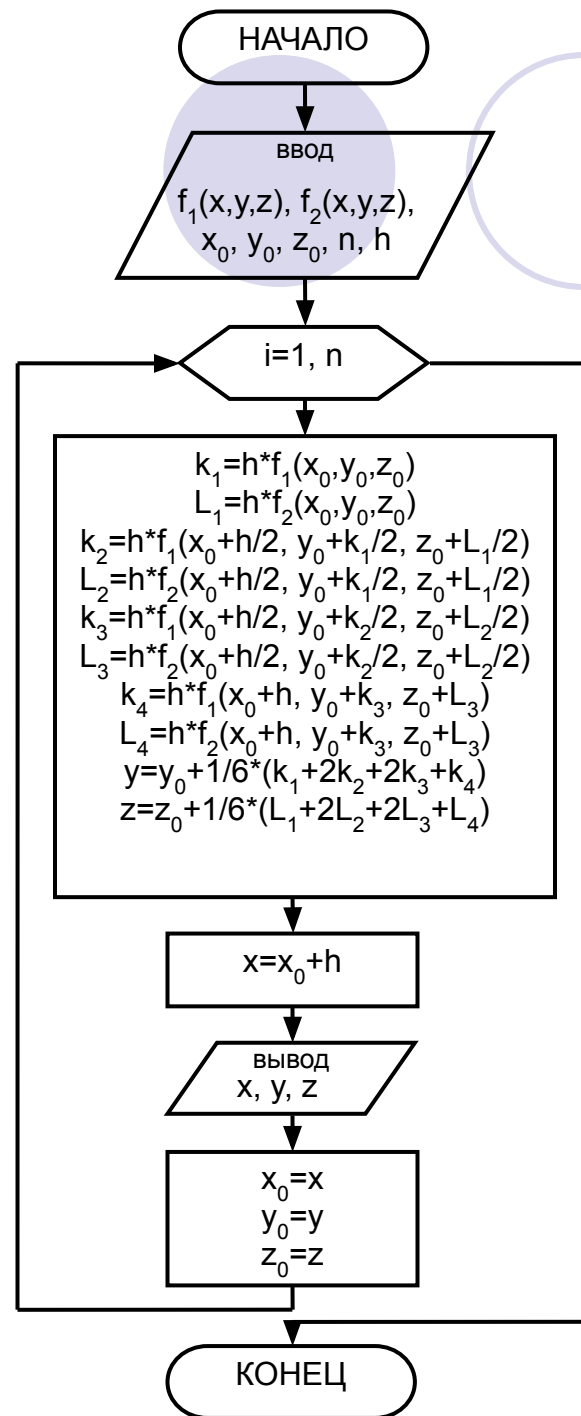 НАЧАЛО
ввод
f₁(x,y,z), f₂(x,y,z),
x₀, y₀, z₀, n, h
i=1, n
k₁=h*f₁(x₀,y₀,z₀)
L₁=h*f₂(x₀,y₀,z₀)
k₂=h*f₁(x₀+h/2, y₀+k₁/2, z₀+L₁/2)
L₂=h*f₂(x₀+h/2, y₀+k₁/2, z₀+L₁/2)
k₃=h*f₁(x₀+h/2, y₀+k₂/2, z₀+L₂/2)
L₃=h*f₂(x₀+h/2, y₀+k₂/2, z₀+L₂/2)
k₄=h*f₁(x₀+h, y₀+k₃, z₀+L₃)
L₄=h*f₂(x₀+h, y₀+k₃, z₀+L₃)
y=y₀+1/6*(k₁+2k₂+2k₃+k₄)
z=z₀+1/6*(L₁+2L₂+2L₃+L₄)
x=x₀+h
вывод
x, y, z
x₀=x
y₀=y
z₀=z
КОНЕЦ